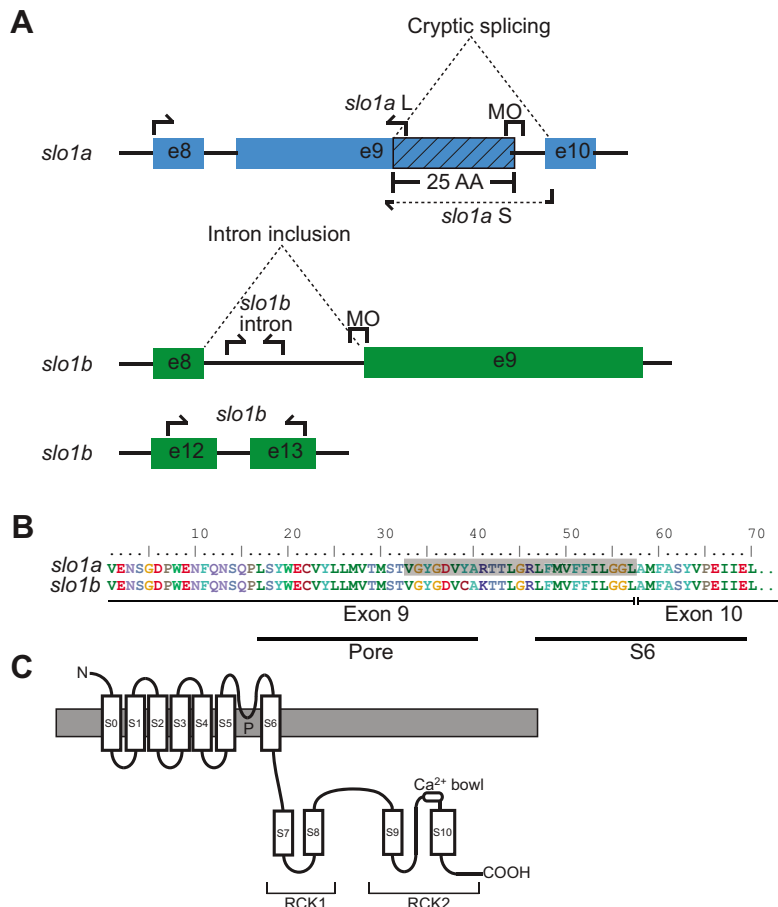 A
Cryptic splicing
slo1a L
MO
slo1a
e8
e9
e10
25 AA
slo1a S
Intron inclusion
slo1b
intron
MO
slo1b
e8
e9
slo1b
slo1b
e12
e13
B
10 20 30 40 50 60 70
slo1a VENSGDPWENFQNSQPLSYWECVYLLMVTMSTVGYGDVYARTTLGRLFMVFFILGGLAMFASYVPEIIEL..
slo1b VENSGDPWENFQNSQPLSYWECVYLLMVTMSTVGYGDVCAKTTLGRLFMVFFILGGLAMFASYVPEIIEL..
Exon 9 Exon 10
Pore S6
C
N
S0 S1 S2 S3 S4 S5 P S6
Ca²⁺ bowl
S7 S8 S9 S10
COOH
RCK1 RCK2